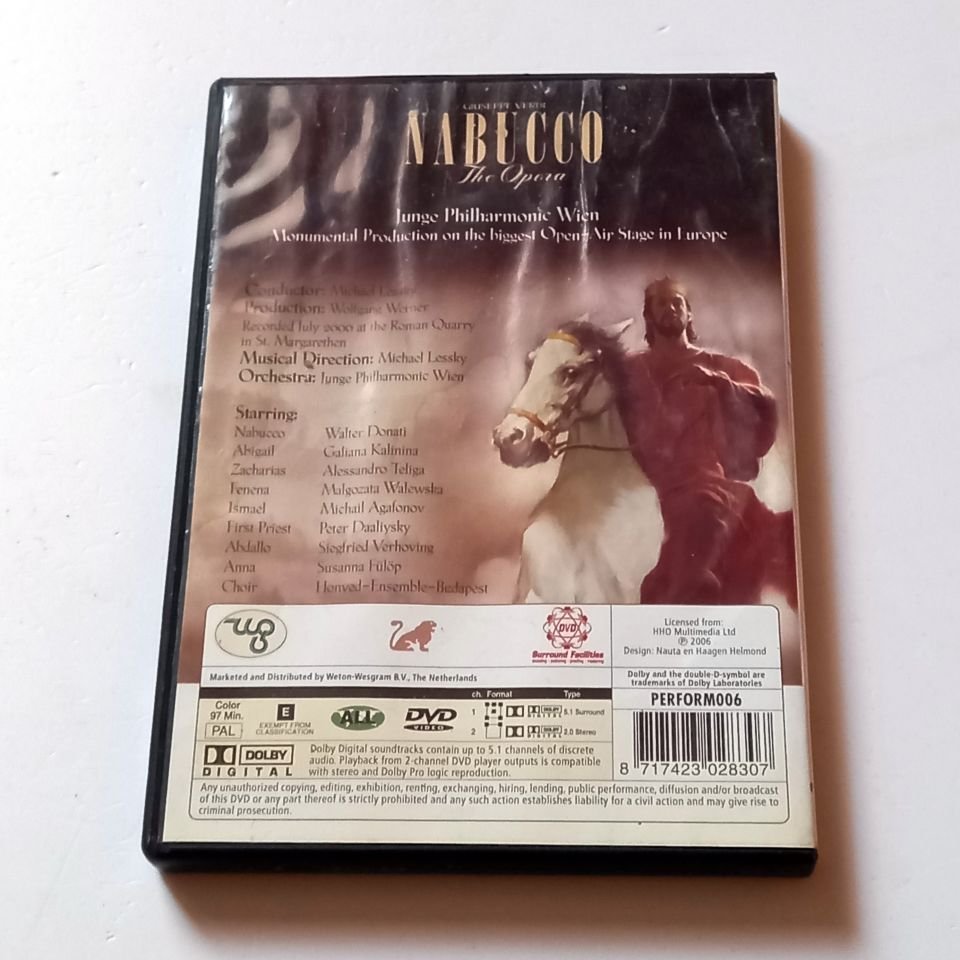 GIUSEPPE VERDI
NABUCCO
The Opera
Junge Philharmonic Wien
Monumental Production on the biggest Open-Air Stage in Europe
Conductor: Michael Lessky
Production: Wolfgang Werner
Recorded July 2000 at the Roman Quarry
in St. Margarethen
Musical Direction: Michael Lessky
Orchestra: Junge Philharmonic Wien
Starring:
Nabucco Walter Donati
Abigail Galiana Kalinina
Zacharias Alessandro Teliga
Fenena Malgozata Walewska
Ismael Michail Agafonov
First Priest Peter Daaliysky
Abdallo Siegfried Verhoving
Anna Susanna Fülöp
Choir Honved-Ensemble-Budapest
wg
DVD
Surround Facilities
Licensed from:
HHO Multimedia Ltd
℗ 2006
Design: Nauta en Haagen Helmond
Marketed and Distributed by Weton-Wesgram B.V., The Netherlands
Dolby and the double-D-symbol are
trademarks of Dolby Laboratories
PERFORM006
Color
97 Min.
PAL
E
EXEMPT FROM
CLASSIFICATION
ALL
DVD
VIDEO
ch. Format Type
1 DOLBY DIGITAL 5.1 Surround
2 DOLBY DIGITAL 2.0 Stereo
DOLBY
DIGITAL
Dolby Digital soundtracks contain up to 5.1 channels of discrete
audio. Playback from 2-channel DVD player outputs is compatible
with stereo and Dolby Pro logic reproduction.
8 717423 028307
Any unauthorized copying, editing, exhibition, renting, exchanging, hiring, lending, public performance, diffusion and/or broadcast
of this DVD or any part thereof is strictly prohibited and any such action establishes liability for a civil action and may give rise to
criminal prosecution.